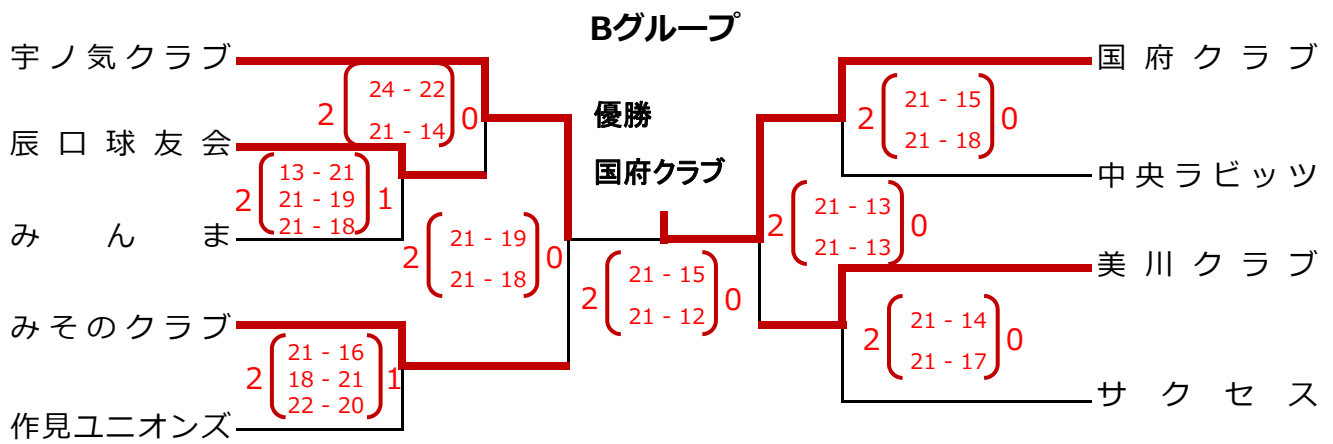 Bグループ
宇ノ気クラブ
2 24 - 22 0
21 - 14
辰口球友会
2 13 - 21 1
21 - 19
21 - 18
みんま
2 21 - 19 0
21 - 18
みそのクラブ
2 21 - 16 1
18 - 21
22 - 20
作見ユニオンズ
優勝
国府クラブ
2 21 - 15 0
21 - 12
国府クラブ
2 21 - 15 0
21 - 18
中央ラビッツ
2 21 - 13 0
21 - 13
美川クラブ
2 21 - 14 0
21 - 17
サクセス